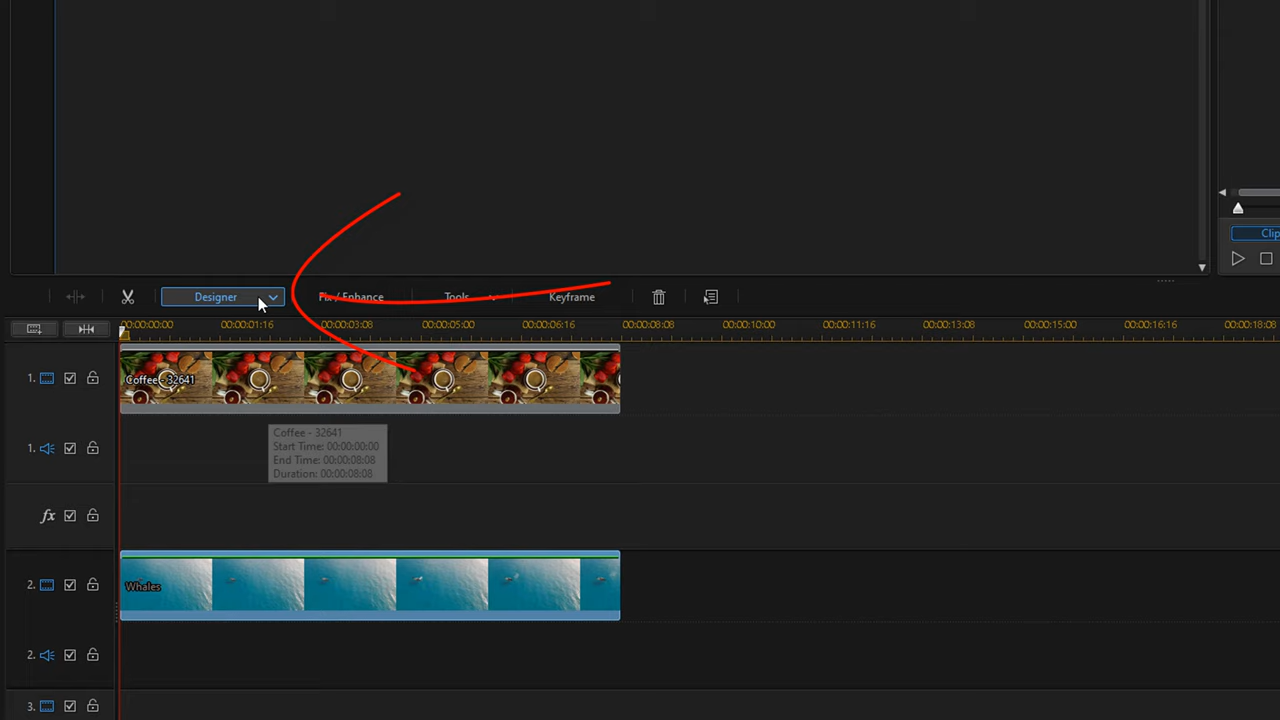 Clip
Designer Fix / Enhance Tools Keyframe
00:00:00:00 00:00:01:16 00:00:03:08 00:00:05:00 00:00:06:16 00:00:08:08 00:00:10:00 00:00:11:16 00:00:13:08 00:00:15:00 00:00:16:16 00:00:18:08
1. Coffee - 32641
Coffee - 32641
Start Time: 00:00:00:00
1. End Time: 00:00:08:08
Duration: 00:00:08:08
fx
2. Whales
2.
3.